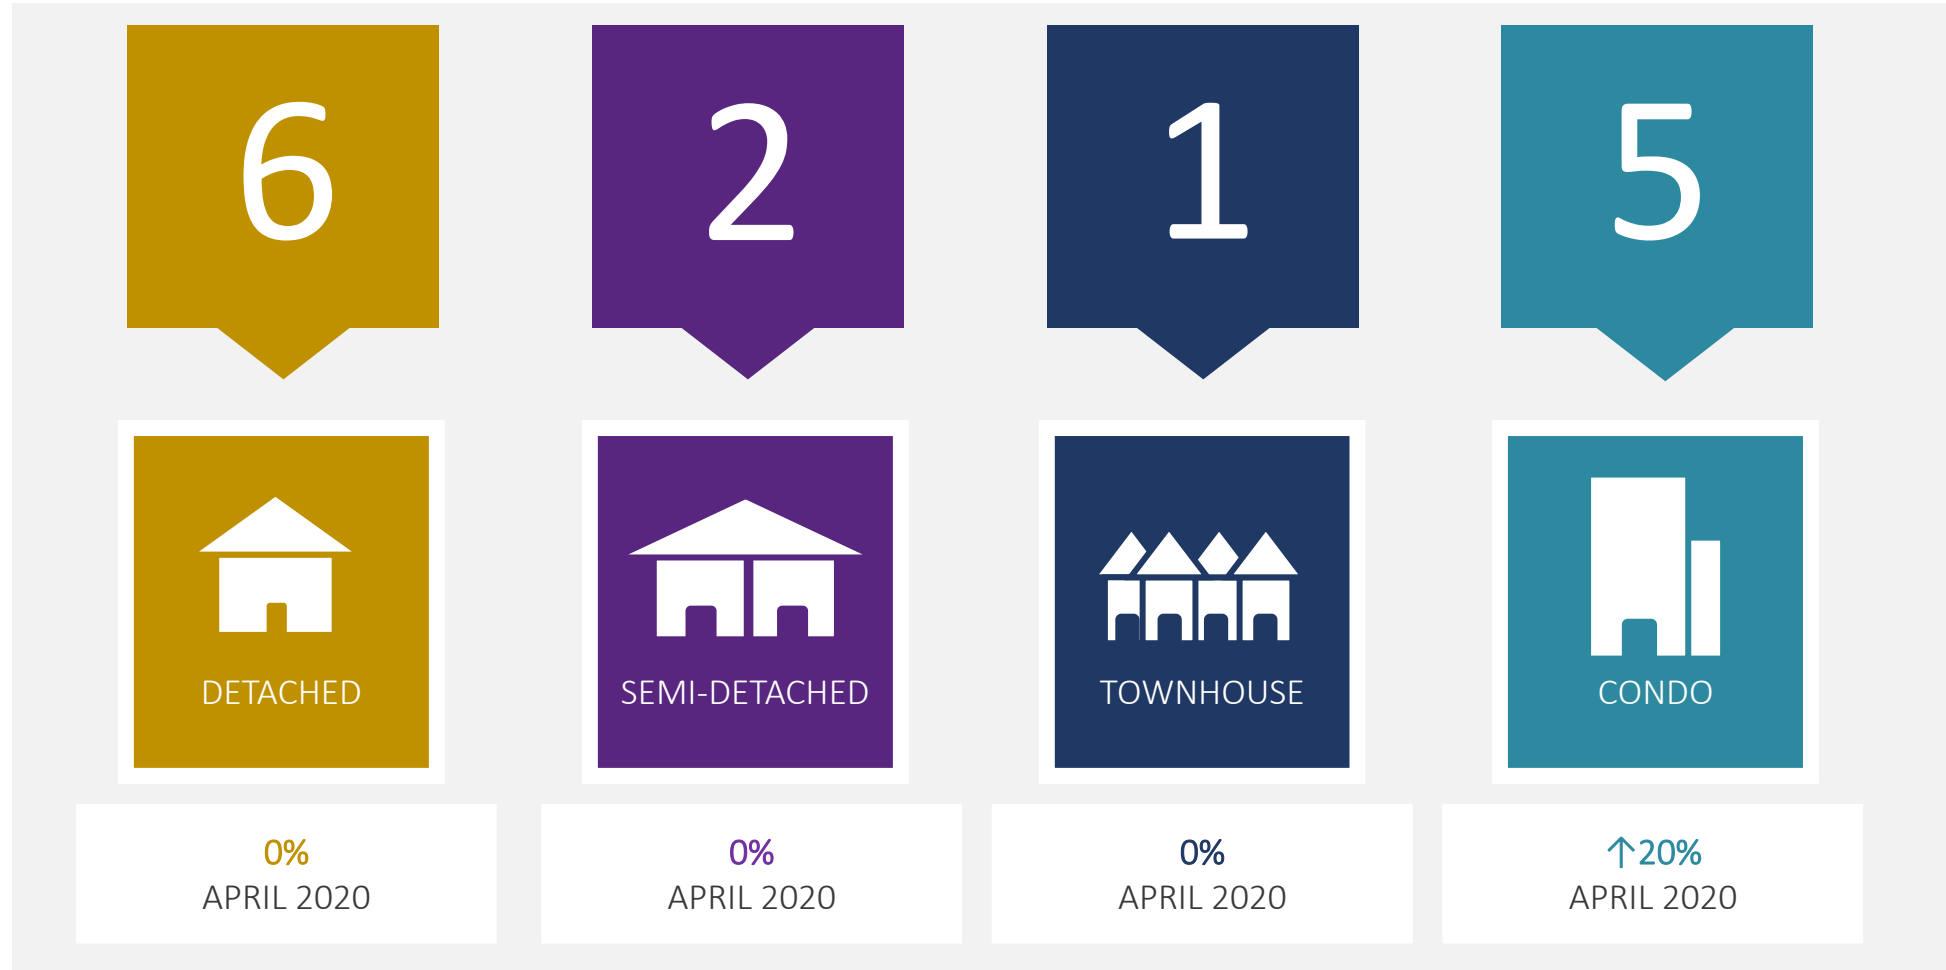 6
2
1
5
DETACHED
SEMI-DETACHED
TOWNHOUSE
CONDO
0%
APRIL 2020
0%
APRIL 2020
0%
APRIL 2020
↑20%
APRIL 2020